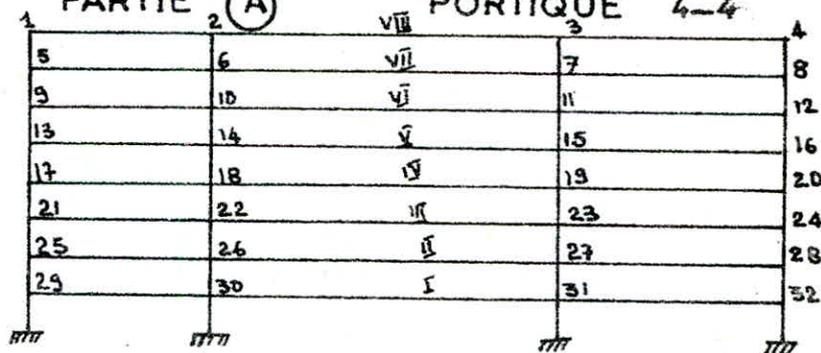 PARTIE A PORTIQUE 4-4
1 2 VIII 3 4
5 6 VII 7 8
9 10 VI 11 12
13 14 V 15 16
17 18 IV 19 20
21 22 III 23 24
25 26 II 27 28
29 30 I 31 32